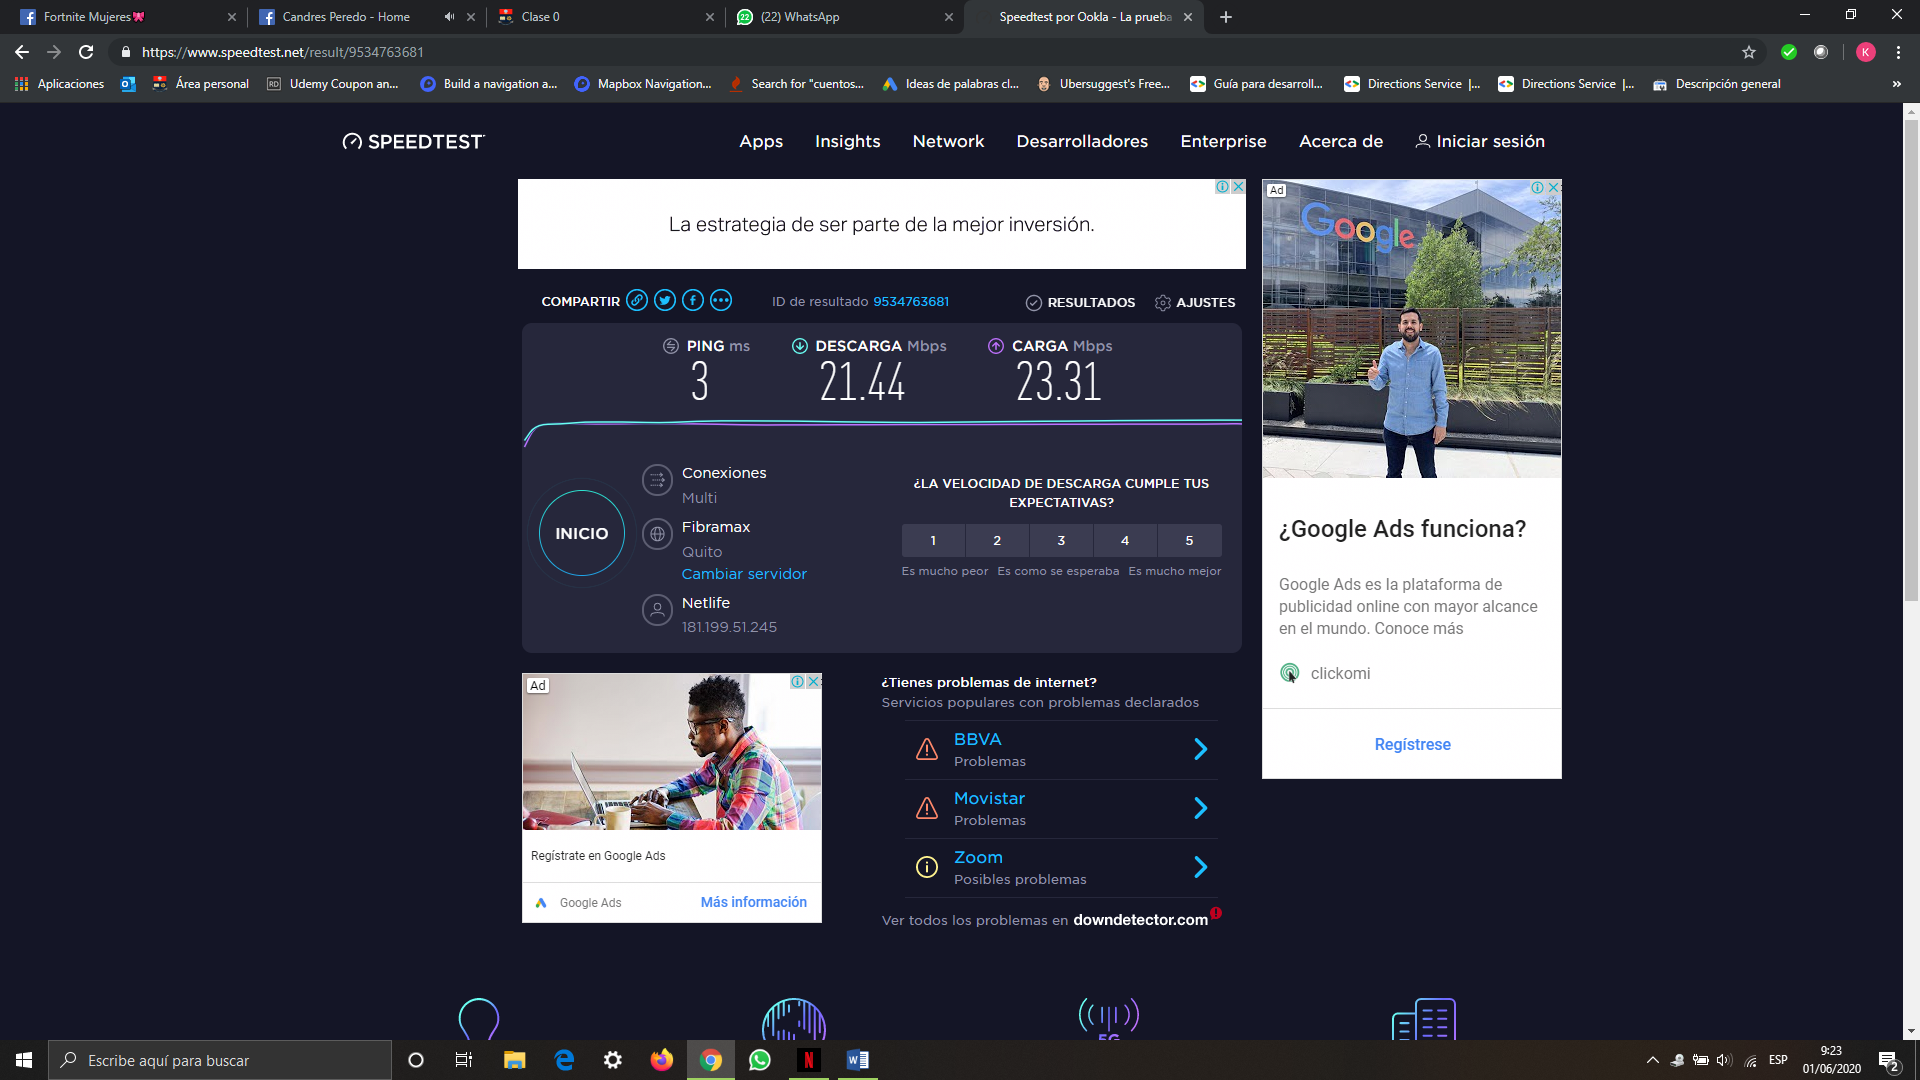 Fortnite Mujeres🎀
Candres Peredo - Home
Clase 0
(22) WhatsApp
Speedtest por Ookla - La prueba
https://www.speedtest.net/result/9534763681
K
Aplicaciones
Área personal
RD Udemy Coupon an...
Build a navigation a...
Mapbox Navigation...
Search for "cuentos...
Ideas de palabras cl...
Ubersuggest's Free...
Guía para desarroll...
Directions Service |...
Directions Service |...
Descripción general
»
SPEEDTEST
Apps
Insights
Network
Desarrolladores
Enterprise
Acerca de
Iniciar sesión
La estrategia de ser parte de la mejor inversión.
COMPARTIR
ID de resultado 9534763681
RESULTADOS
AJUSTES
PING ms
3
DESCARGA Mbps
21.44
CARGA Mbps
23.31
INICIO
Conexiones
Multi
Fibramax
Quito
Cambiar servidor
Netlife
181.199.51.245
¿LA VELOCIDAD DE DESCARGA CUMPLE TUS
EXPECTATIVAS?
1 2 3 4 5
Es mucho peor Es como se esperaba Es mucho mejor
Ad
Google
¿Google Ads funciona?
Google Ads es la plataforma de
publicidad online con mayor alcance
en el mundo. Conoce más
clickomi
Regístrese
Ad
Regístrate en Google Ads
Google Ads
Más información
¿Tienes problemas de internet?
Servicios populares con problemas declarados
BBVA
Problemas
Movistar
Problemas
Zoom
Posibles problemas
Ver todos los problemas en downdetector.com
5G
Escribe aquí para buscar
ESP
9:23
01/06/2020
2